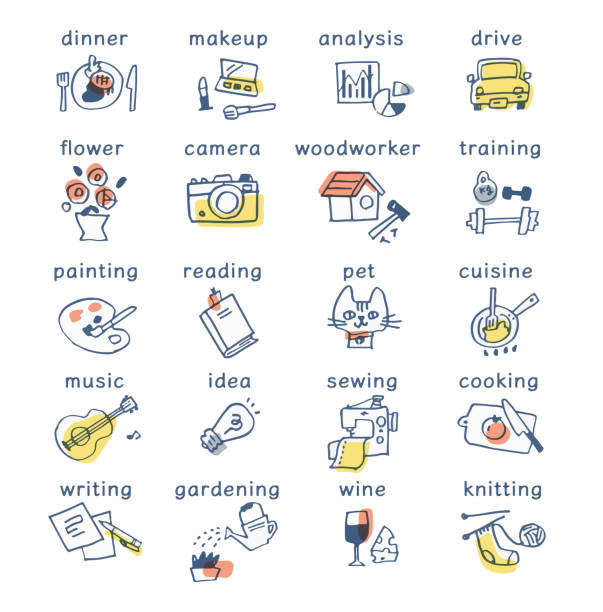 dinner makeup analysis drive
flower camera woodworker training
Kg
painting reading pet cuisine
music idea sewing cooking
writing gardening wine knitting